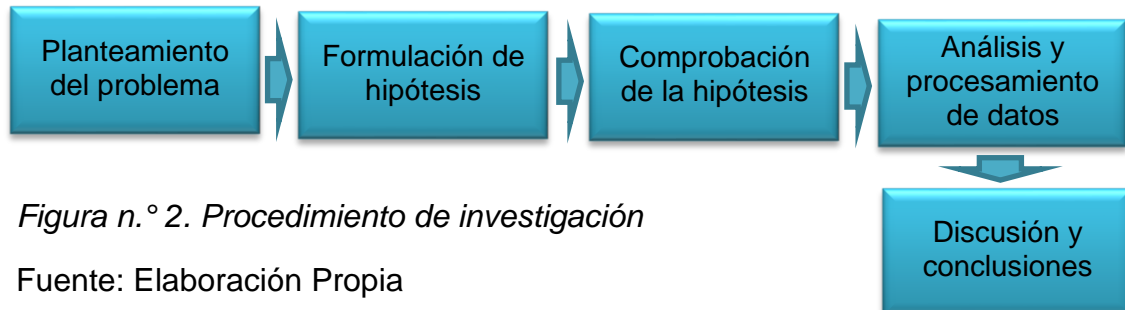 Planteamiento
del problema
Formulación de
hipótesis
Comprobación
de la hipótesis
Análisis y
procesamiento
de datos
Discusión y
conclusiones
Figura n.° 2. Procedimiento de investigación
Fuente: Elaboración Propia